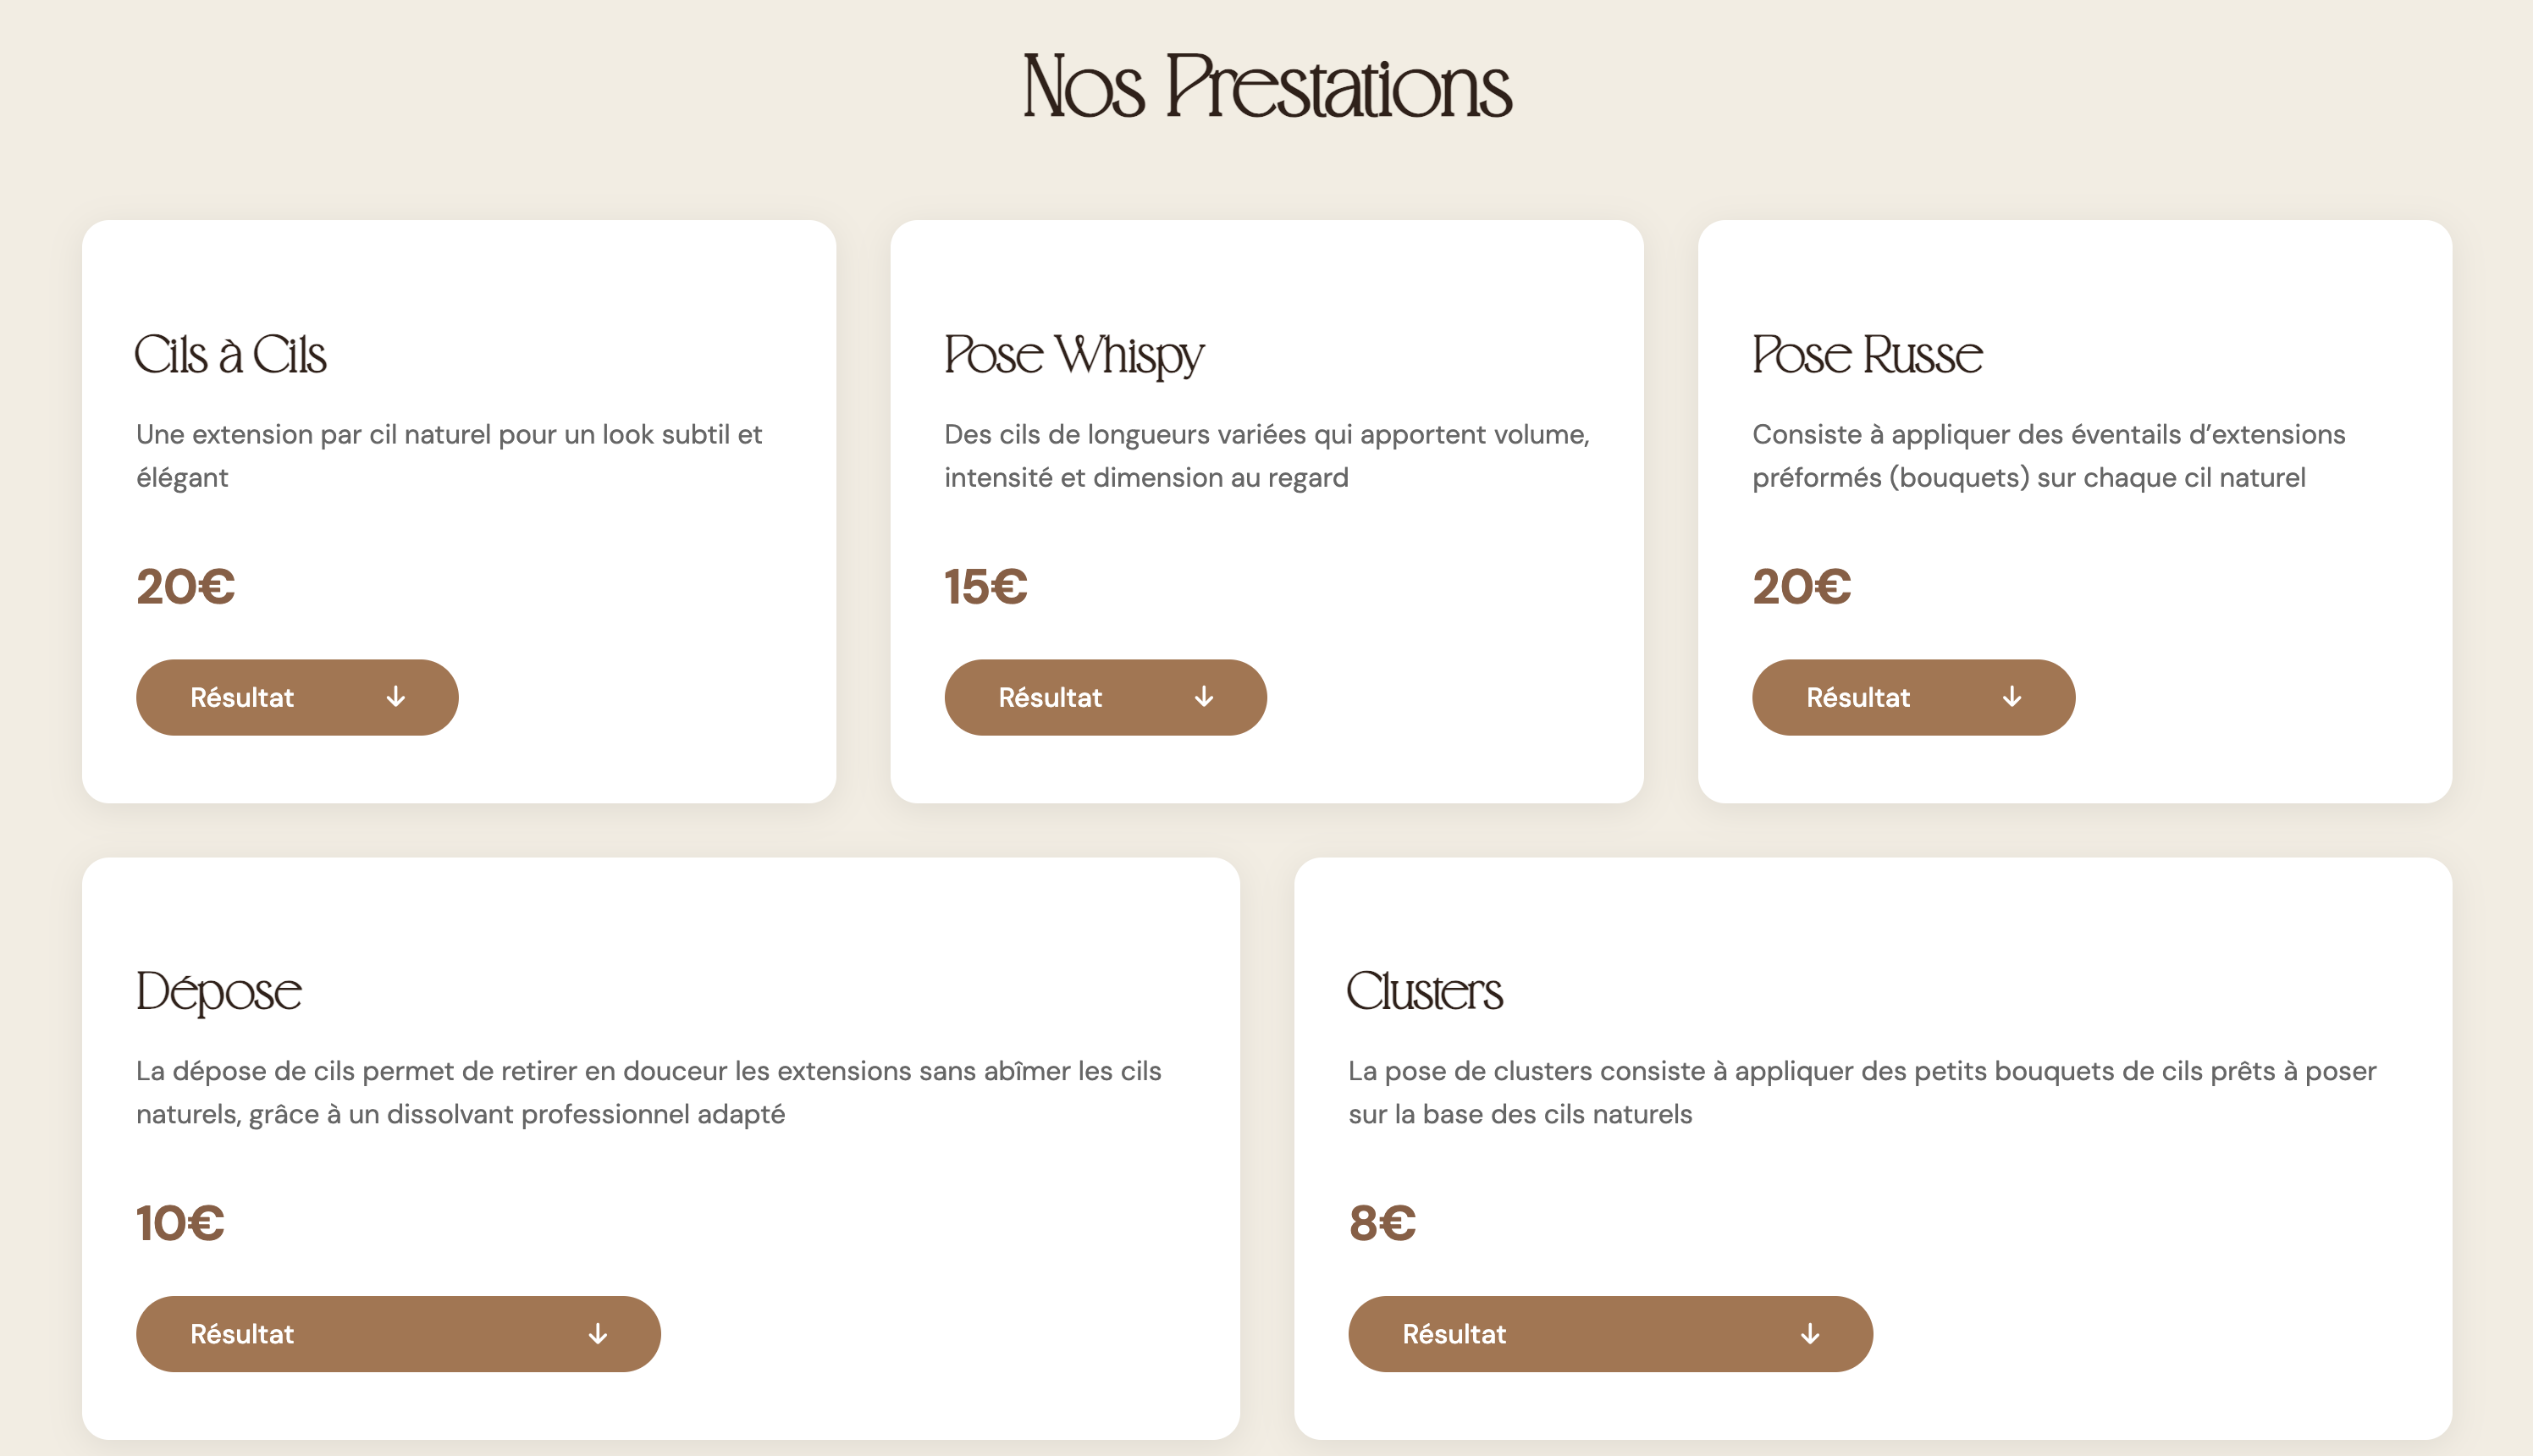 Nos Prestations
Cils à Cils
Une extension par cil naturel pour un look subtil et
élégant
20€
Résultat ↓
Pose Whispy
Des cils de longueurs variées qui apportent volume,
intensité et dimension au regard
15€
Résultat ↓
Pose Russe
Consiste à appliquer des éventails d’extensions
préformés (bouquets) sur chaque cil naturel
20€
Résultat ↓
Dépose
La dépose de cils permet de retirer en douceur les extensions sans abîmer les cils
naturels, grâce à un dissolvant professionnel adapté
10€
Résultat ↓
Clusters
La pose de clusters consiste à appliquer des petits bouquets de cils prêts à poser
sur la base des cils naturels
8€
Résultat ↓